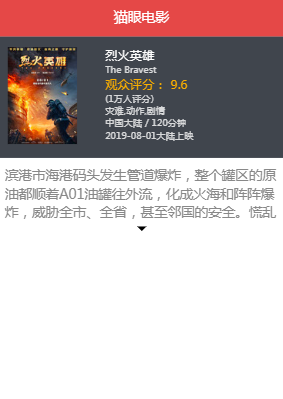 猫眼电影
烈火英雄
The Bravest
观众评分： 9.6
(1万人评分)
灾难,动作,剧情
中国大陆 / 120分钟
2019-08-01大陆上映
烈火英雄
滨港市海港码头发生管道爆炸，整个罐区的原
油都顺着A01油罐往外流，化成火海和阵阵爆
炸，威胁全市、全省，甚至邻国的安全。慌乱